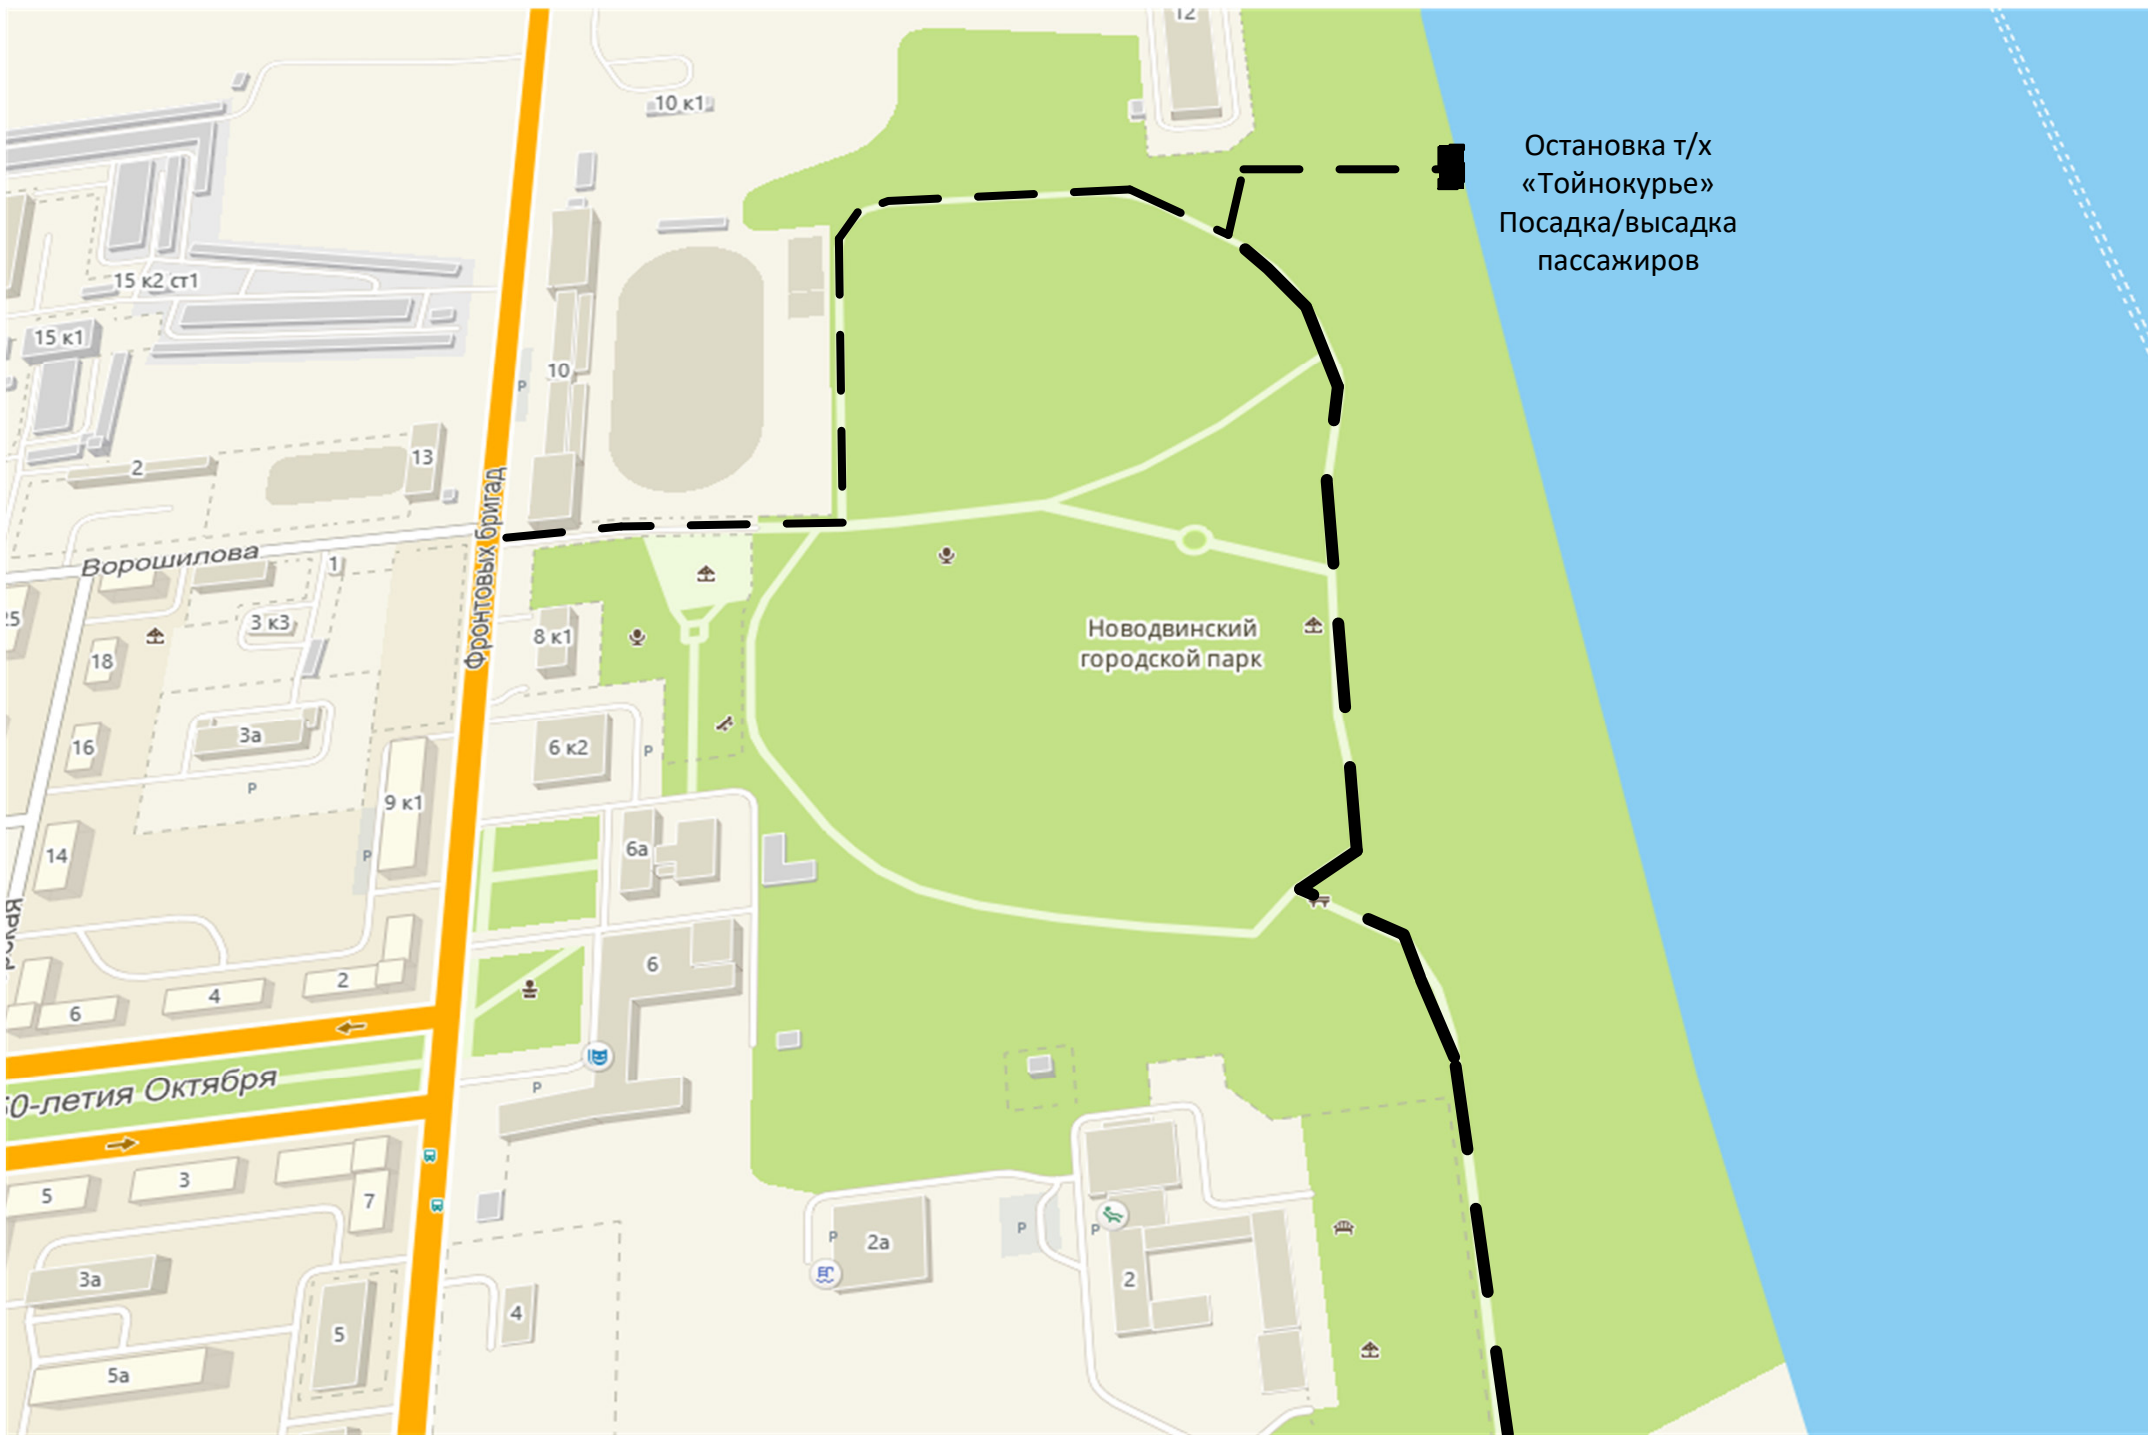 12
10 к1
Остановка т/х
«Тойнокурье»
Посадка/высадка
пассажиров
15 к2 ст1
15 к1
10
P
13
2
Фронтовых бригад
Ворошилова
1
25
3 к3
8 к1
Новодвинский
городской парк
18
16
3а
6 к2
P
P
9 к1
14
P
6а
6
2
4
6
50-летия Октября
P
5
3
7
2а
P
P
P
2
3а
4
5
5а